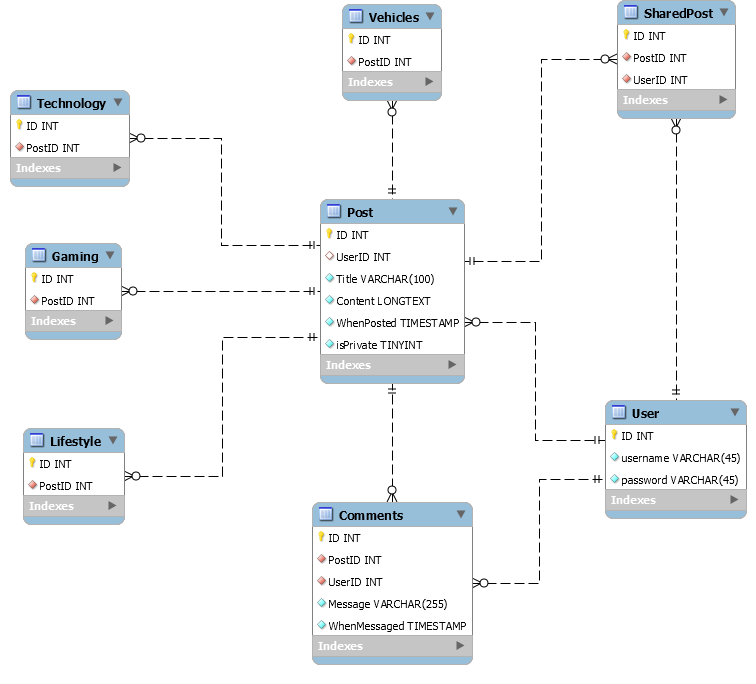 Vehicles
ID INT
PostID INT
Indexes
SharedPost
ID INT
PostID INT
UserID INT
Indexes
Technology
ID INT
PostID INT
Indexes
Post
ID INT
UserID INT
Title VARCHAR(100)
Content LONGTEXT
WhenPosted TIMESTAMP
isPrivate TINYINT
Indexes
Gaming
ID INT
PostID INT
Indexes
Lifestyle
ID INT
PostID INT
Indexes
User
ID INT
username VARCHAR(45)
password VARCHAR(45)
Indexes
Comments
ID INT
PostID INT
UserID INT
Message VARCHAR(255)
WhenMessaged TIMESTAMP
Indexes